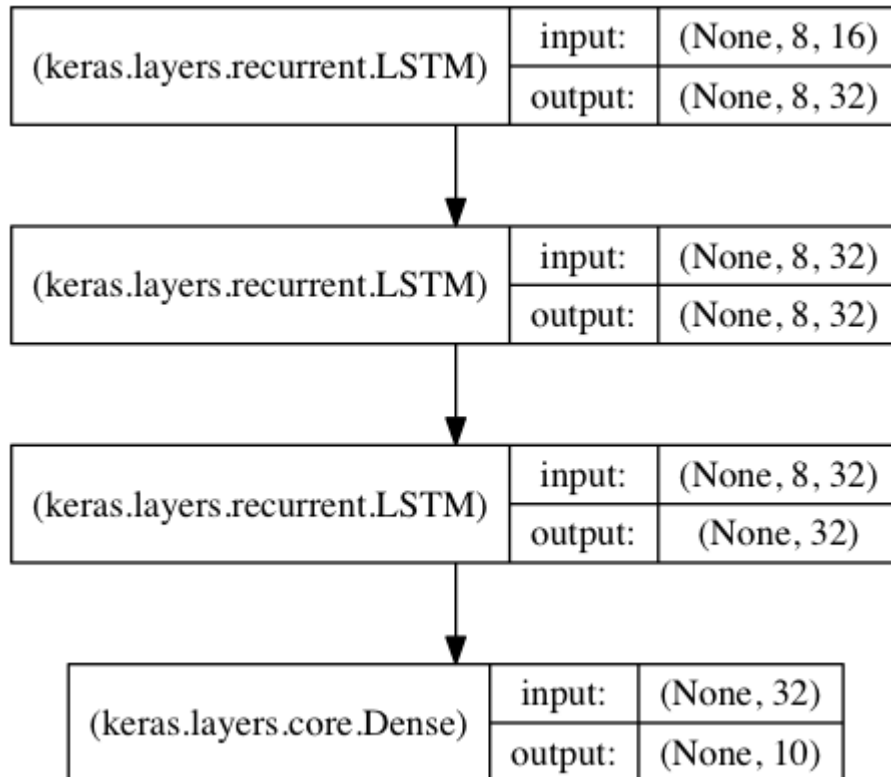 (keras.layers.recurrent.LSTM)
input: (None, 8, 16)
output: (None, 8, 32)
(keras.layers.recurrent.LSTM)
input: (None, 8, 32)
output: (None, 8, 32)
(keras.layers.recurrent.LSTM)
input: (None, 8, 32)
output: (None, 32)
(keras.layers.core.Dense)
input: (None, 32)
output: (None, 10)